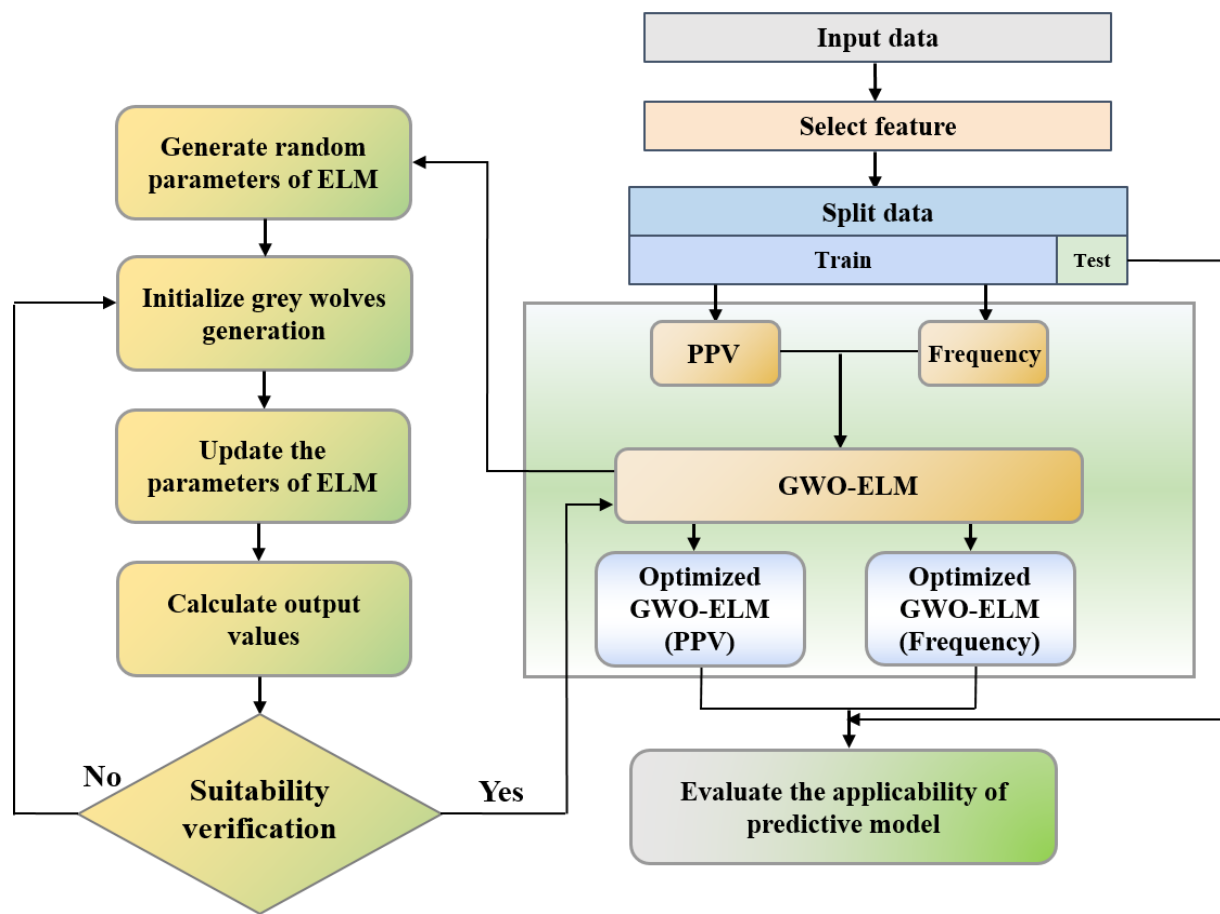 Input data
Select feature
Split data
Train
Test
PPV
Frequency
GWO-ELM
Optimized
GWO-ELM
(PPV)
Optimized
GWO-ELM
(Frequency)
Evaluate the applicability of
predictive model
Generate random
parameters of ELM
Initialize grey wolves
generation
Update the
parameters of ELM
Calculate output
values
Suitability
verification
No
Yes